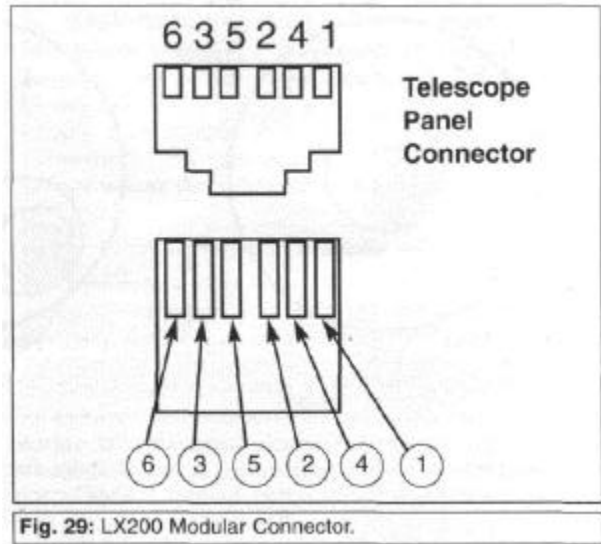 6 3 5 2 4 1
Telescope
Panel
Connector
6 3 5 2 4 1
Fig. 29: LX200 Modular Connector.